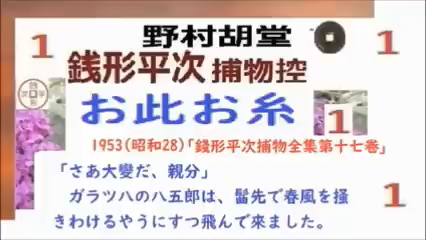 野村胡堂
1
1
銭形平次 捕物控
お此お糸
1
1953(昭和28)「銭形平次捕物全集第十七巻」
「さあ大變だ、親分」
ガラツハの八五郎は、髷先で春風を掻
きわけるやうにすつ飛んで來ました。
1